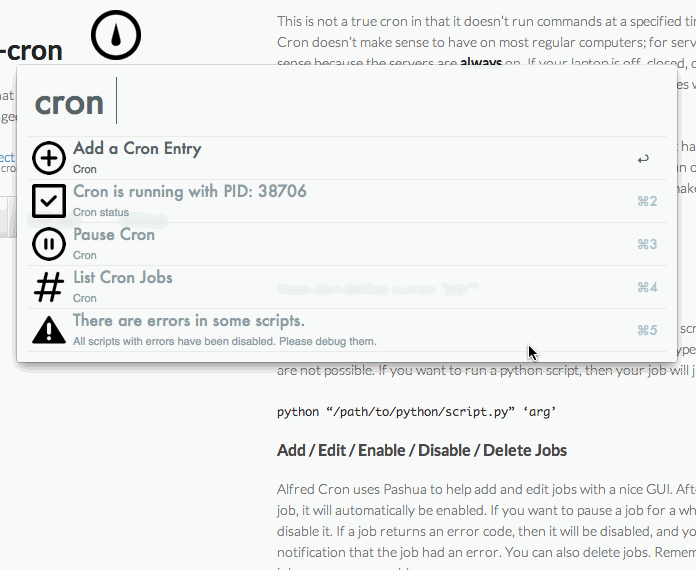 This is not a true cron in that it doesn't run commands at a specified
Cron doesn't make sense to have on most regular computers; for
sense because the servers are always on. If your laptop is off, closed,
-cron
cron
Add a Cron Entry
Cron
↩
Cron is running with PID: 38706
Cron status
⌘2
Pause Cron
Cron
⌘3
List Cron Jobs
Cron
⌘4
There are errors in some scripts.
All scripts with errors have been disabled. Please debug them.
⌘5
are not possible. If you want to run a python script, then your job will
python “/path/to/python/script.py” ‘arg’
Add / Edit / Enable / Disable / Delete Jobs
Alfred Cron uses Pashua to help add and edit jobs with a nice GUI.
job, it will automatically be enabled. If you want to pause a job for a
disable it. If a job returns an error code, then it will be disabled, and
notification that the job had an error. You can also delete jobs.